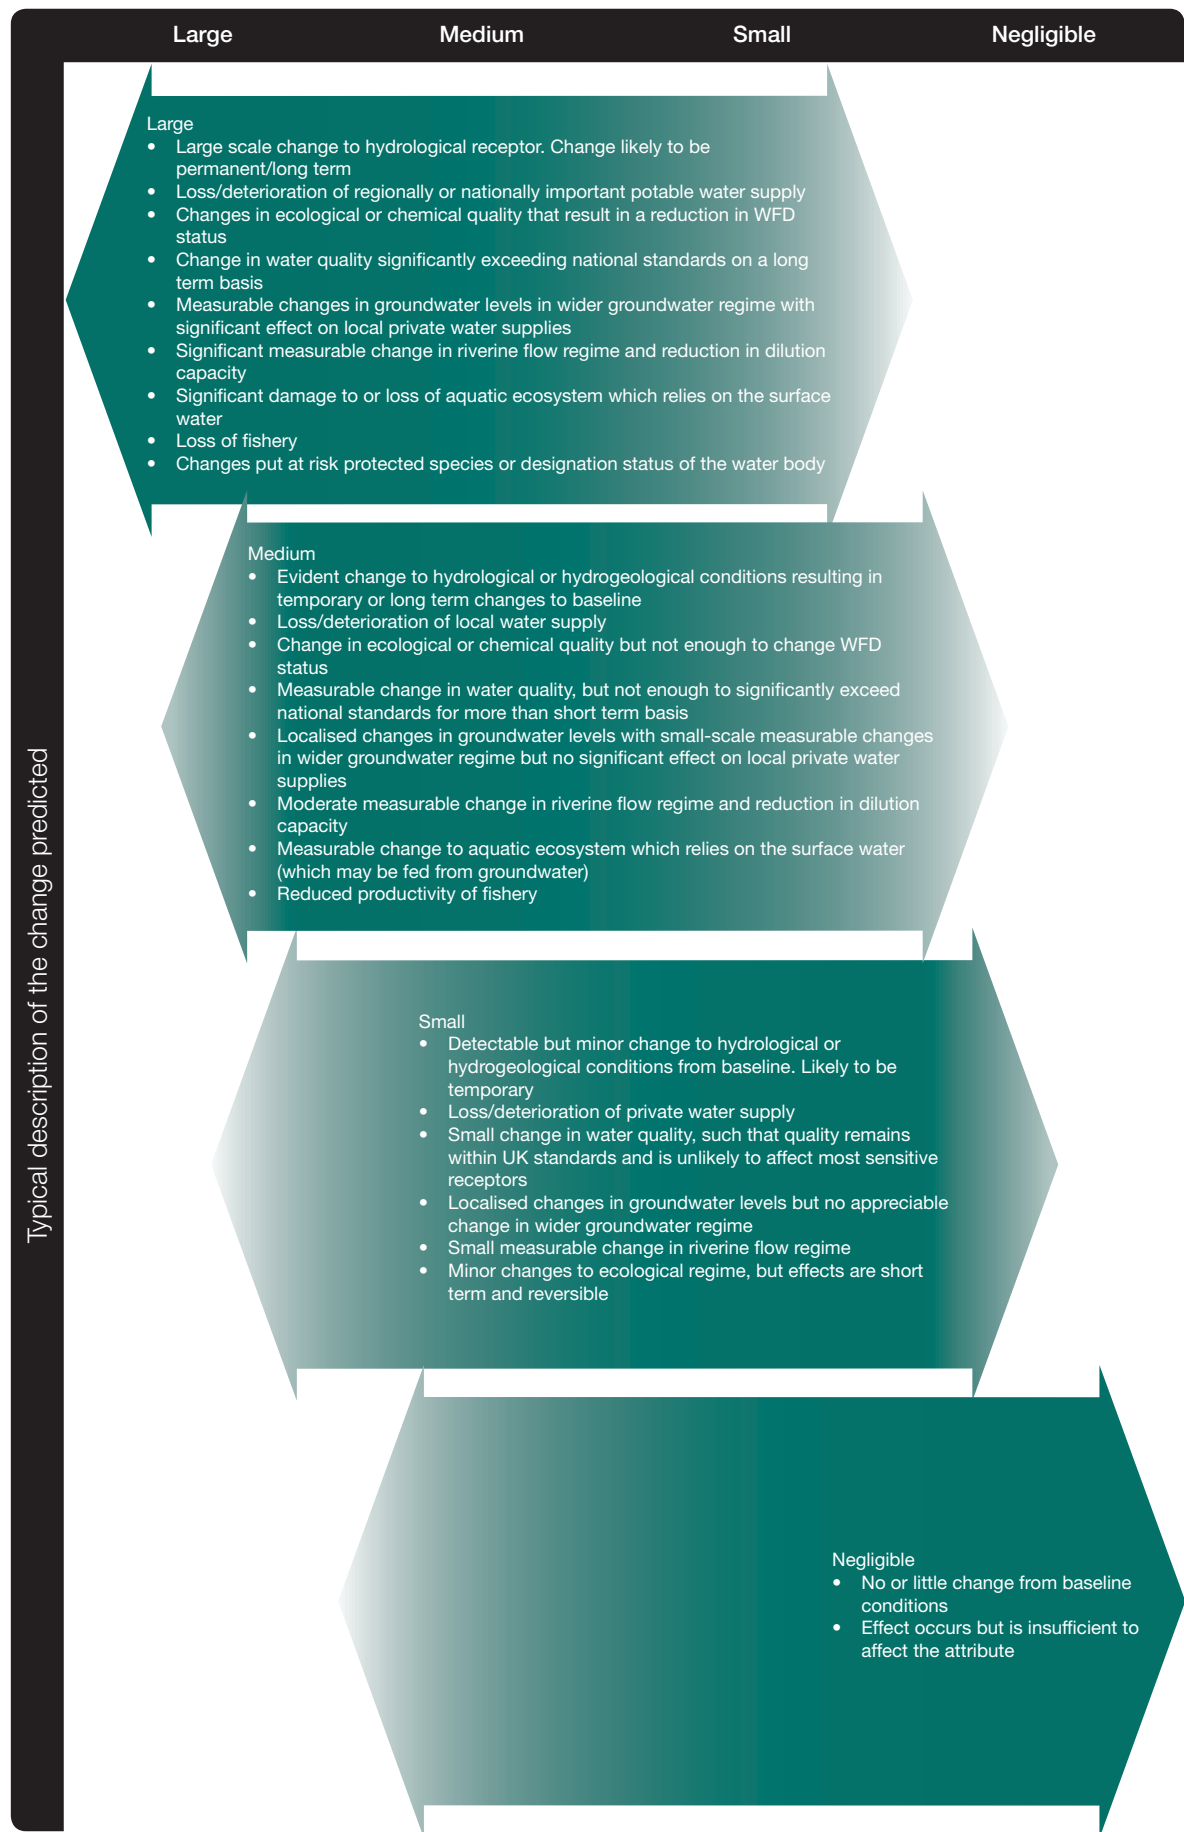 Large Medium Small Negligible
Typical description of the change predicted
Large
• Large scale change to hydrological receptor. Change likely to be
permanent/long term
• Loss/deterioration of regionally or nationally important potable water supply
• Changes in ecological or chemical quality that result in a reduction in WFD
status
• Change in water quality significantly exceeding national standards on a long
term basis
• Measurable changes in groundwater levels in wider groundwater regime with
significant effect on local private water supplies
• Significant measurable change in riverine flow regime and reduction in dilution
capacity
• Significant damage to or loss of aquatic ecosystem which relies on the surface
water
• Loss of fishery
• Changes put at risk protected species or designation status of the water body
Medium
• Evident change to hydrological or hydrogeological conditions resulting in
temporary or long term changes to baseline
• Loss/deterioration of local water supply
• Change in ecological or chemical quality but not enough to change WFD
status
• Measurable change in water quality, but not enough to significantly exceed
national standards for more than short term basis
• Localised changes in groundwater levels with small-scale measurable changes
in wider groundwater regime but no significant effect on local private water
supplies
• Moderate measurable change in riverine flow regime and reduction in dilution
capacity
• Measurable change to aquatic ecosystem which relies on the surface water
(which may be fed from groundwater)
• Reduced productivity of fishery
Small
• Detectable but minor change to hydrological or
hydrogeological conditions from baseline. Likely to be
temporary
• Loss/deterioration of private water supply
• Small change in water quality, such that quality remains
within UK standards and is unlikely to affect most sensitive
receptors
• Localised changes in groundwater levels but no appreciable
change in wider groundwater regime
• Small measurable change in riverine flow regime
• Minor changes to ecological regime, but effects are short
term and reversible
Negligible
• No or little change from baseline
conditions
• Effect occurs but is insufficient to
affect the attribute